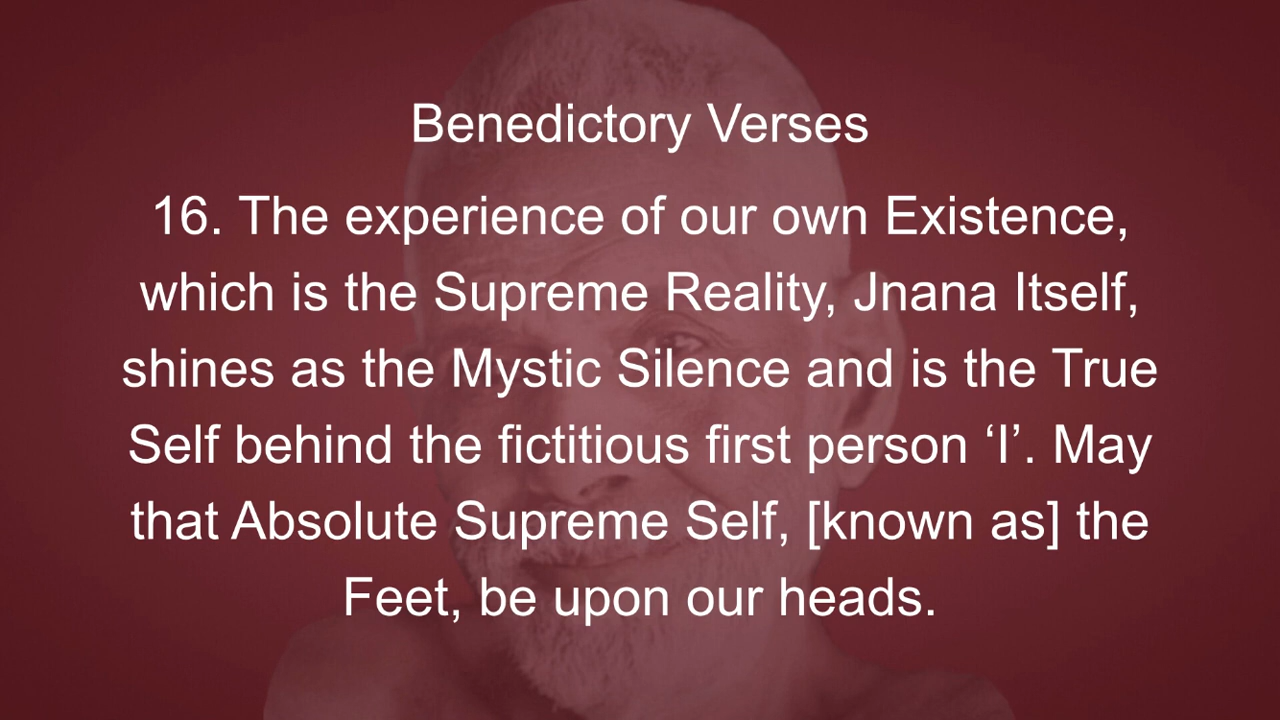 Benedictory Verses
16. The experience of our own Existence,
which is the Supreme Reality, Jnana Itself,
shines as the Mystic Silence and is the True
Self behind the fictitious first person ‘I’. May
that Absolute Supreme Self, [known as] the
Feet, be upon our heads.